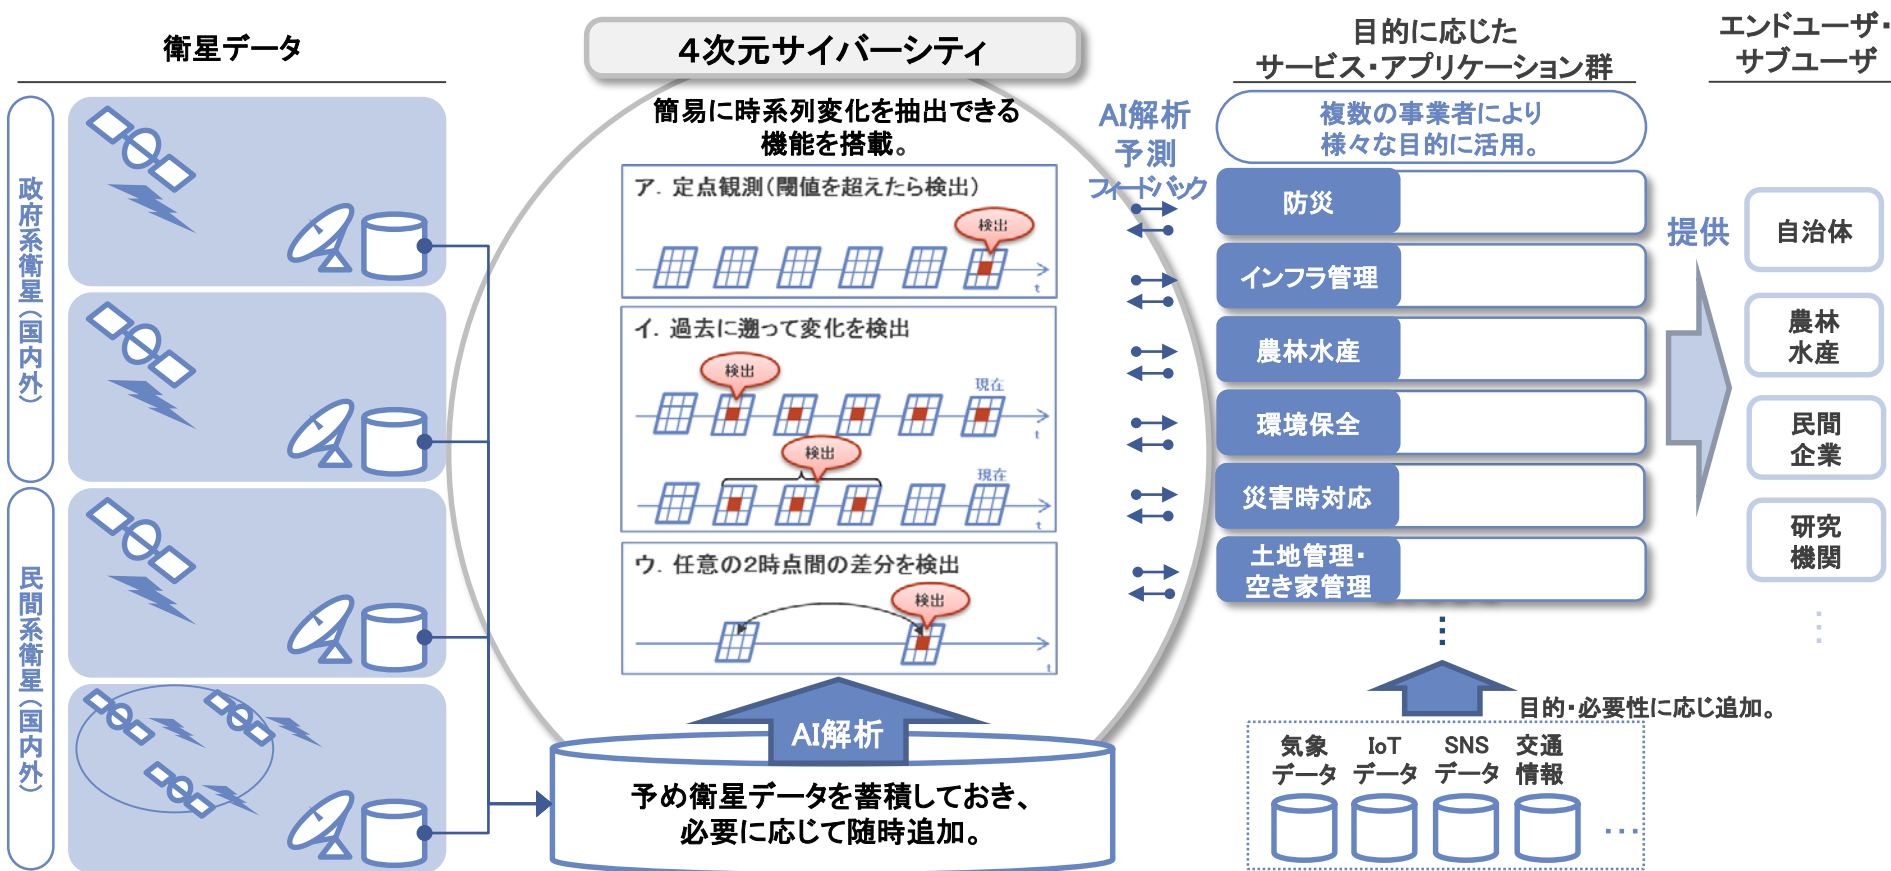 衛星データ
政府系衛星(国内外)
民間系衛星(国内外)
4次元サイバーシティ
簡易に時系列変化を抽出できる
機能を搭載。
ア. 定点観測(閾値を超えたら検出)
検出
t
イ. 過去に遡って変化を検出
検出
現在
t
検出
現在
t
ウ. 任意の2時点間の差分を検出
検出
t
AI解析
予め衛星データを蓄積しておき、
必要に応じて随時追加。
AI解析
予測
フィードバック
目的に応じた
サービス・アプリケーション群
複数の事業者により
様々な目的に活用。
防災
インフラ管理
農林水産
環境保全
災害時対応
土地管理・
空き家管理
⋮
目的・必要性に応じ追加。
気象
データ
IoT
データ
SNS
データ
交通
情報
…
提供
エンドユーザ・
サブユーザ
自治体
農林
水産
民間
企業
研究
機関
⋮